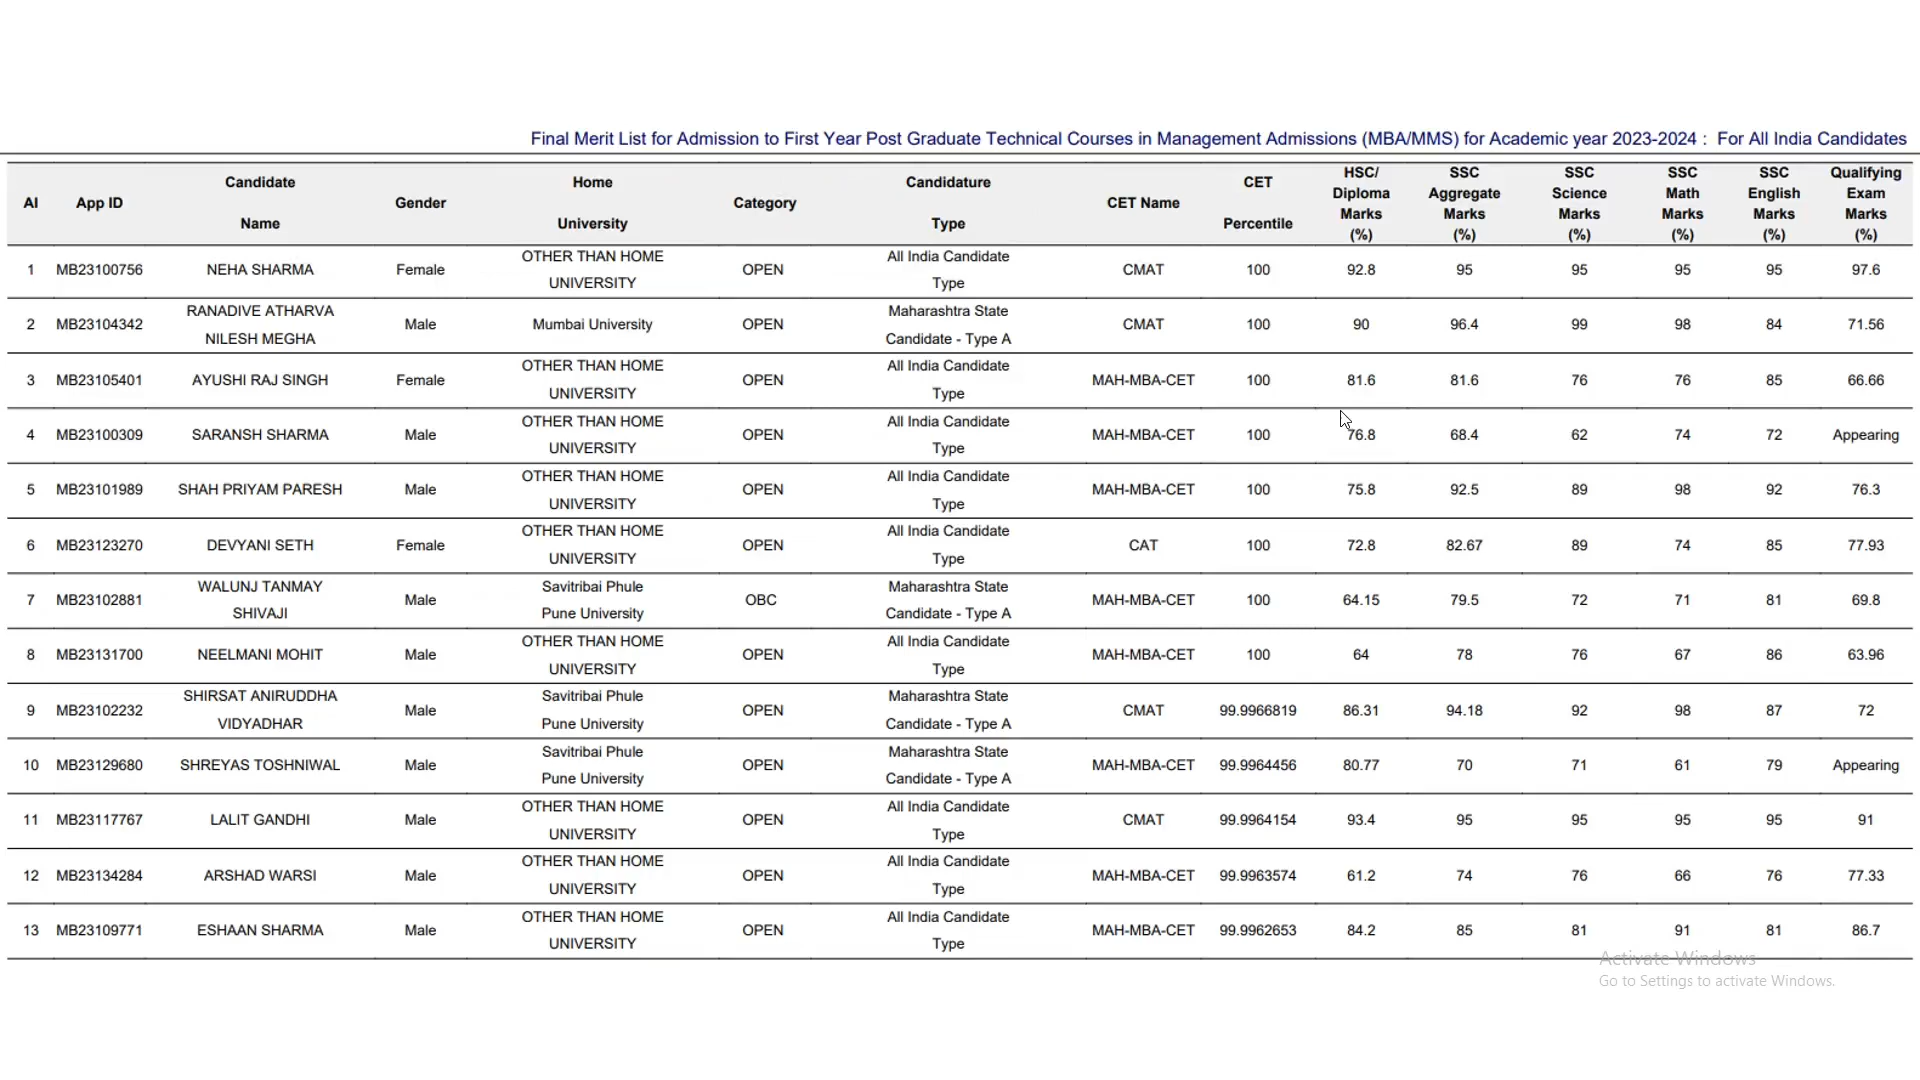 Final Merit List for Admission to First Year Post Graduate Technical Courses in Management Admissions (MBA/MMS) for Academic year 2023-2024 : For All India Candidates
AI App ID Candidate Name Gender Home University Category Candidature Type CET Name CET Percentile HSC/ Diploma Marks (%) SSC Aggregate Marks (%) SSC Science Marks (%) SSC Math Marks (%) SSC English Marks (%) Qualifying Exam Marks (%)
1 MB23100756 NEHA SHARMA Female OTHER THAN HOME UNIVERSITY OPEN All India Candidate Type CMAT 100 92.8 95 95 95 95 97.6
2 MB23104342 RANADIVE ATHARVA NILESH MEGHA Male Mumbai University OPEN Maharashtra State Candidate - Type A CMAT 100 90 96.4 99 98 84 71.56
3 MB23105401 AYUSHI RAJ SINGH Female OTHER THAN HOME UNIVERSITY OPEN All India Candidate Type MAH-MBA-CET 100 81.6 81.6 76 76 85 66.66
4 MB23100309 SARANSH SHARMA Male OTHER THAN HOME UNIVERSITY OPEN All India Candidate Type MAH-MBA-CET 100 76.8 68.4 62 74 72 Appearing
5 MB23101989 SHAH PRIYAM PARESH Male OTHER THAN HOME UNIVERSITY OPEN All India Candidate Type MAH-MBA-CET 100 75.8 92.5 89 98 92 76.3
6 MB23123270 DEVYANI SETH Female OTHER THAN HOME UNIVERSITY OPEN All India Candidate Type CAT 100 72.8 82.67 89 74 85 77.93
7 MB23102881 WALUNJ TANMAY SHIVAJI Male Savitribai Phule Pune University OBC Maharashtra State Candidate - Type A MAH-MBA-CET 100 64.15 79.5 72 71 81 69.8
8 MB23131700 NEELMANI MOHIT Male OTHER THAN HOME UNIVERSITY OPEN All India Candidate Type MAH-MBA-CET 100 64 78 76 67 86 63.96
9 MB23102232 SHIRSAT ANIRUDDHA VIDYADHAR Male Savitribai Phule Pune University OPEN Maharashtra State Candidate - Type A CMAT 99.9966819 86.31 94.18 92 98 87 72
10 MB23129680 SHREYAS TOSHNIWAL Male Savitribai Phule Pune University OPEN Maharashtra State Candidate - Type A MAH-MBA-CET 99.9964456 80.77 70 71 61 79 Appearing
11 MB23117767 LALIT GANDHI Male OTHER THAN HOME UNIVERSITY OPEN All India Candidate Type CMAT 99.9964154 93.4 95 95 95 95 91
12 MB23134284 ARSHAD WARSI Male OTHER THAN HOME UNIVERSITY OPEN All India Candidate Type MAH-MBA-CET 99.9963574 61.2 74 76 66 76 77.33
13 MB23109771 ESHAAN SHARMA Male OTHER THAN HOME UNIVERSITY OPEN All India Candidate Type MAH-MBA-CET 99.9962653 84.2 85 81 91 81 86.7
Activate Windows
Go to Settings to activate Windows.